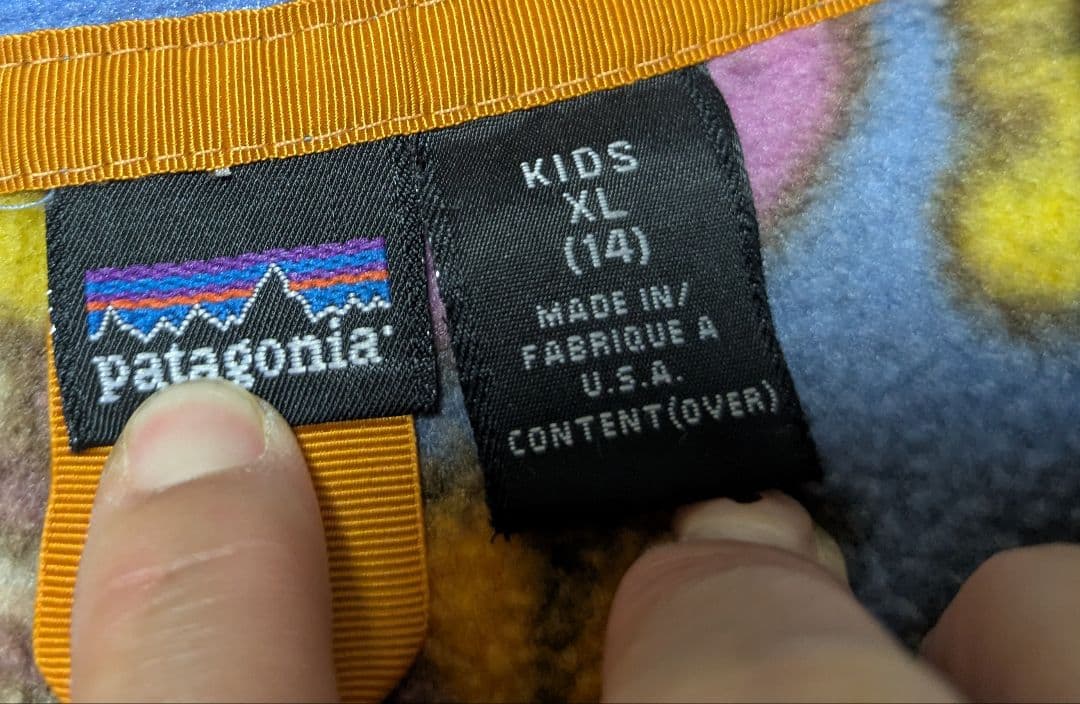 patagonia
KIDS
XL
(14)
MADE IN/
FABRIQUE A
U.S.A.
CONTENT(OVER)